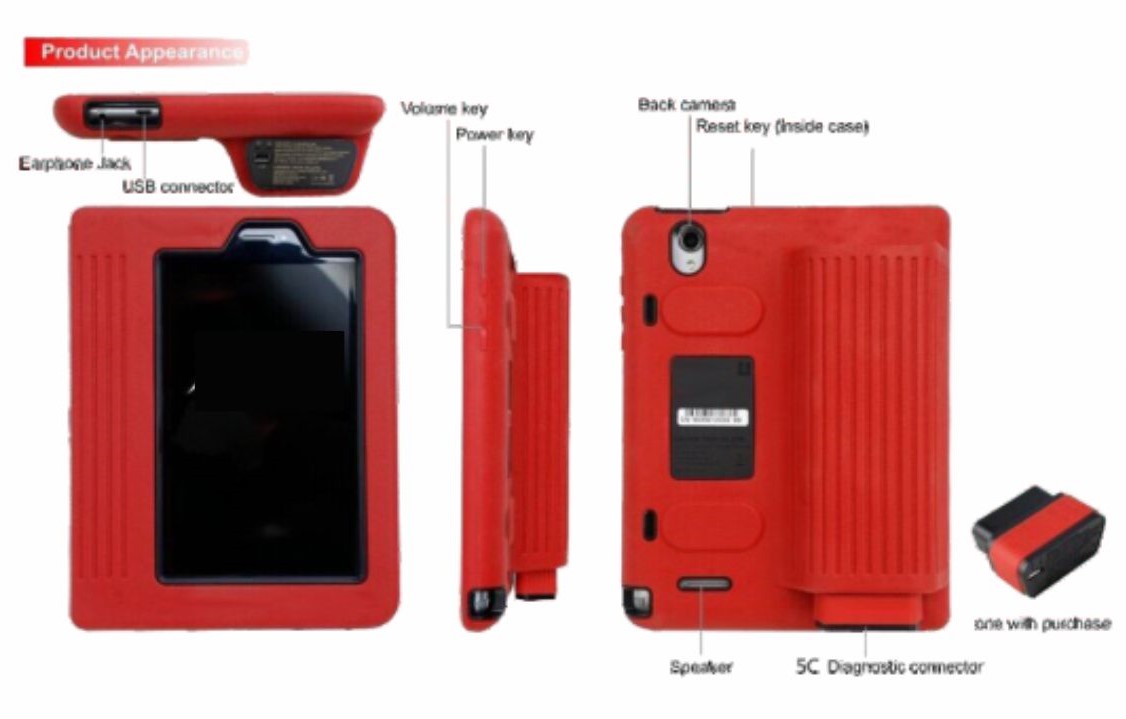 Product Appearance
Volume key
Back camera
Reset key (Inside case)
Power key
Earphone Jack
USB connector
one with purchase
Speaker
5C Diagnostic connector